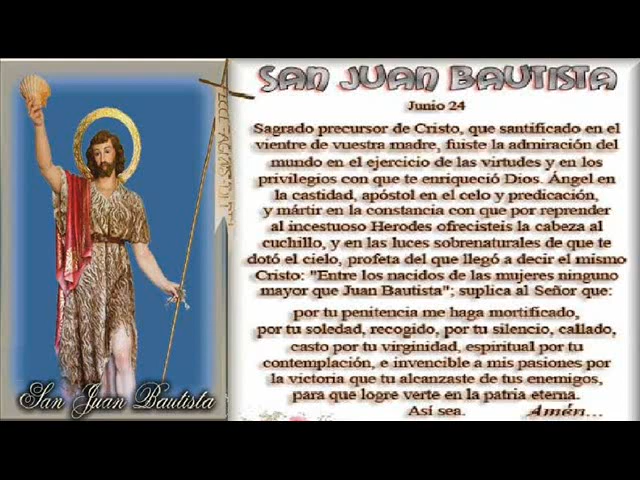 SAN JUAN BAUTISTA
Junio 24
Sagrado precursor de Cristo, que santificado en el
vientre de vuestra madre, fuiste la admiración del
mundo en el ejercicio de las virtudes y en los
privilegios con que te enriqueció Dios. Ángel en
la castidad, apóstol en el celo y predicación,
y mártir en la constancia con que por reprender
al incestuoso Herodes ofrecisteis la cabeza al
cuchillo, y en las luces sobrenaturales de que te
dotó el cielo, profeta del que llegó a decir el mismo
Cristo: "Entre los nacidos de las mujeres ninguno
mayor que Juan Bautista"; suplica al Señor que:
por tu penitencia me haga mortificado,
por tu soledad, recogido, por tu silencio, callado,
casto por tu virginidad, espiritual por tu
contemplación, e invencible a mis pasiones por
la victoria que tu alcanzaste de tus enemigos,
para que logre verte en la patria eterna.
Así sea. Amén...
San Juan Bautista